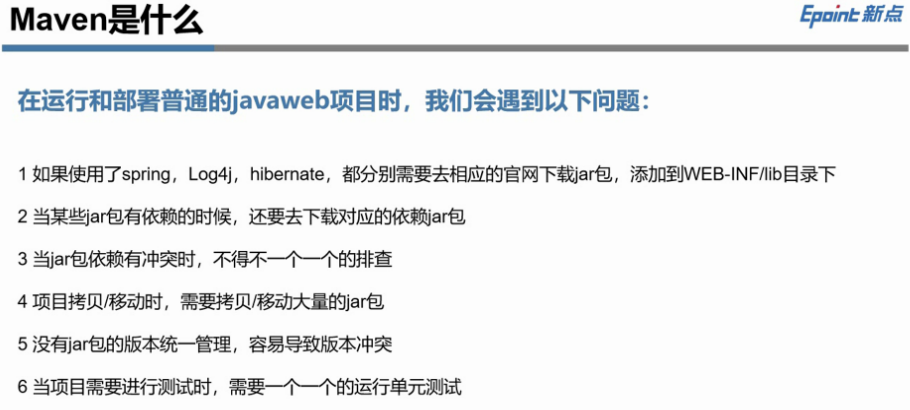 Maven是什么
Epoint新点
在运行和部署普通的javaweb项目时，我们会遇到以下问题：
1 如果使用了spring，Log4j，hibernate，都分别需要去相应的官网下载jar包，添加到WEB-INF/lib目录下
2 当某些jar包有依赖的时候，还要去下载对应的依赖jar包
3 当jar包依赖有冲突时，不得不一个一个的排查
4 项目拷贝/移动时，需要拷贝/移动大量的jar包
5 没有jar包的版本统一管理，容易导致版本冲突
6 当项目需要进行测试时，需要一个一个的运行单元测试